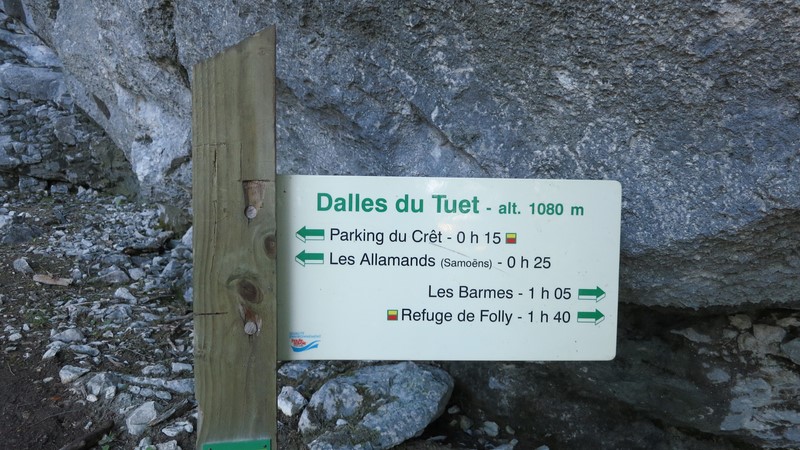 Dalles du Tuet - alt. 1080 m
Parking du Crêt - 0 h 15
Les Allamands (Samoëns) - 0 h 25
Les Barmes - 1 h 05
Refuge de Folly - 1 h 40